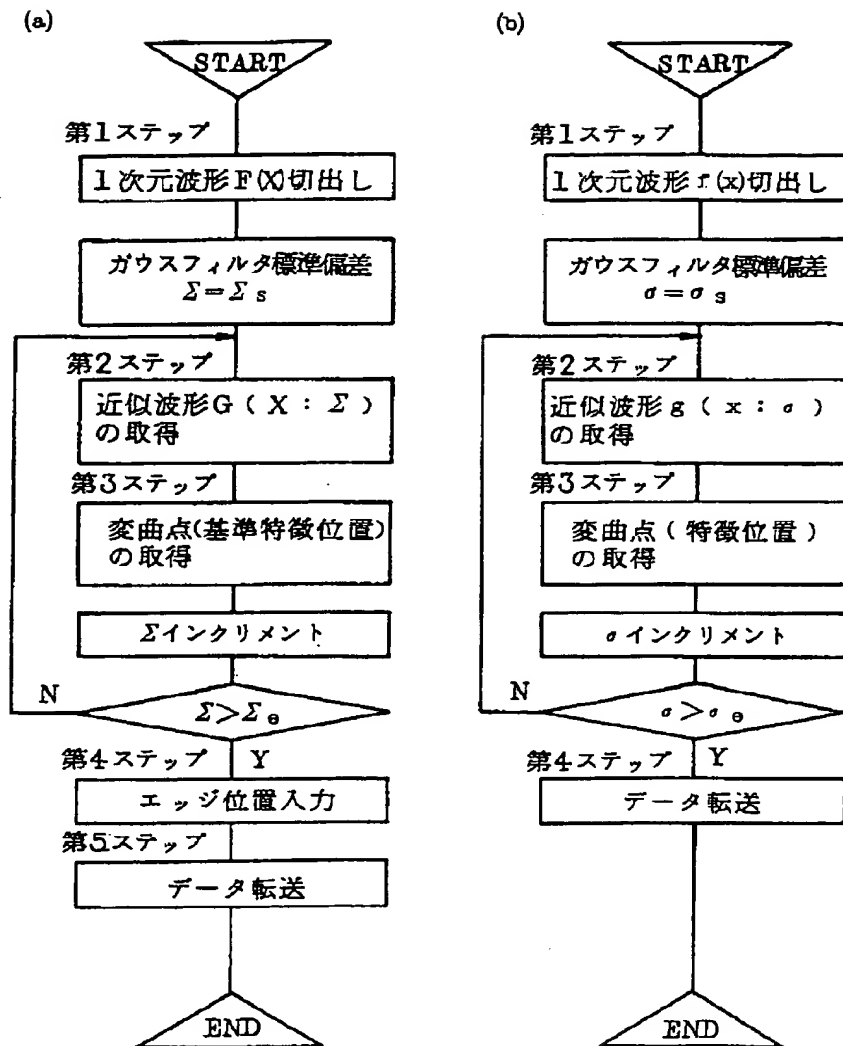 (a)
START
第1ステップ
1次元波形F(X)切出し
ガウスフィルタ標準偏差
Σ=Σs
第2ステップ
近似波形G(X:Σ)
の取得
第3ステップ
変曲点(基準特徴位置)
の取得
Σインクリメント
N
Σ>Σe
第4ステップ
Y
エッジ位置入力
第5ステップ
データ転送
END
(b)
START
第1ステップ
1次元波形f(x)切出し
ガウスフィルタ標準偏差
σ=σs
第2ステップ
近似波形g(x:σ)
の取得
第3ステップ
変曲点(特徴位置)
の取得
σインクリメント
N
σ>σe
第4ステップ
Y
データ転送
END